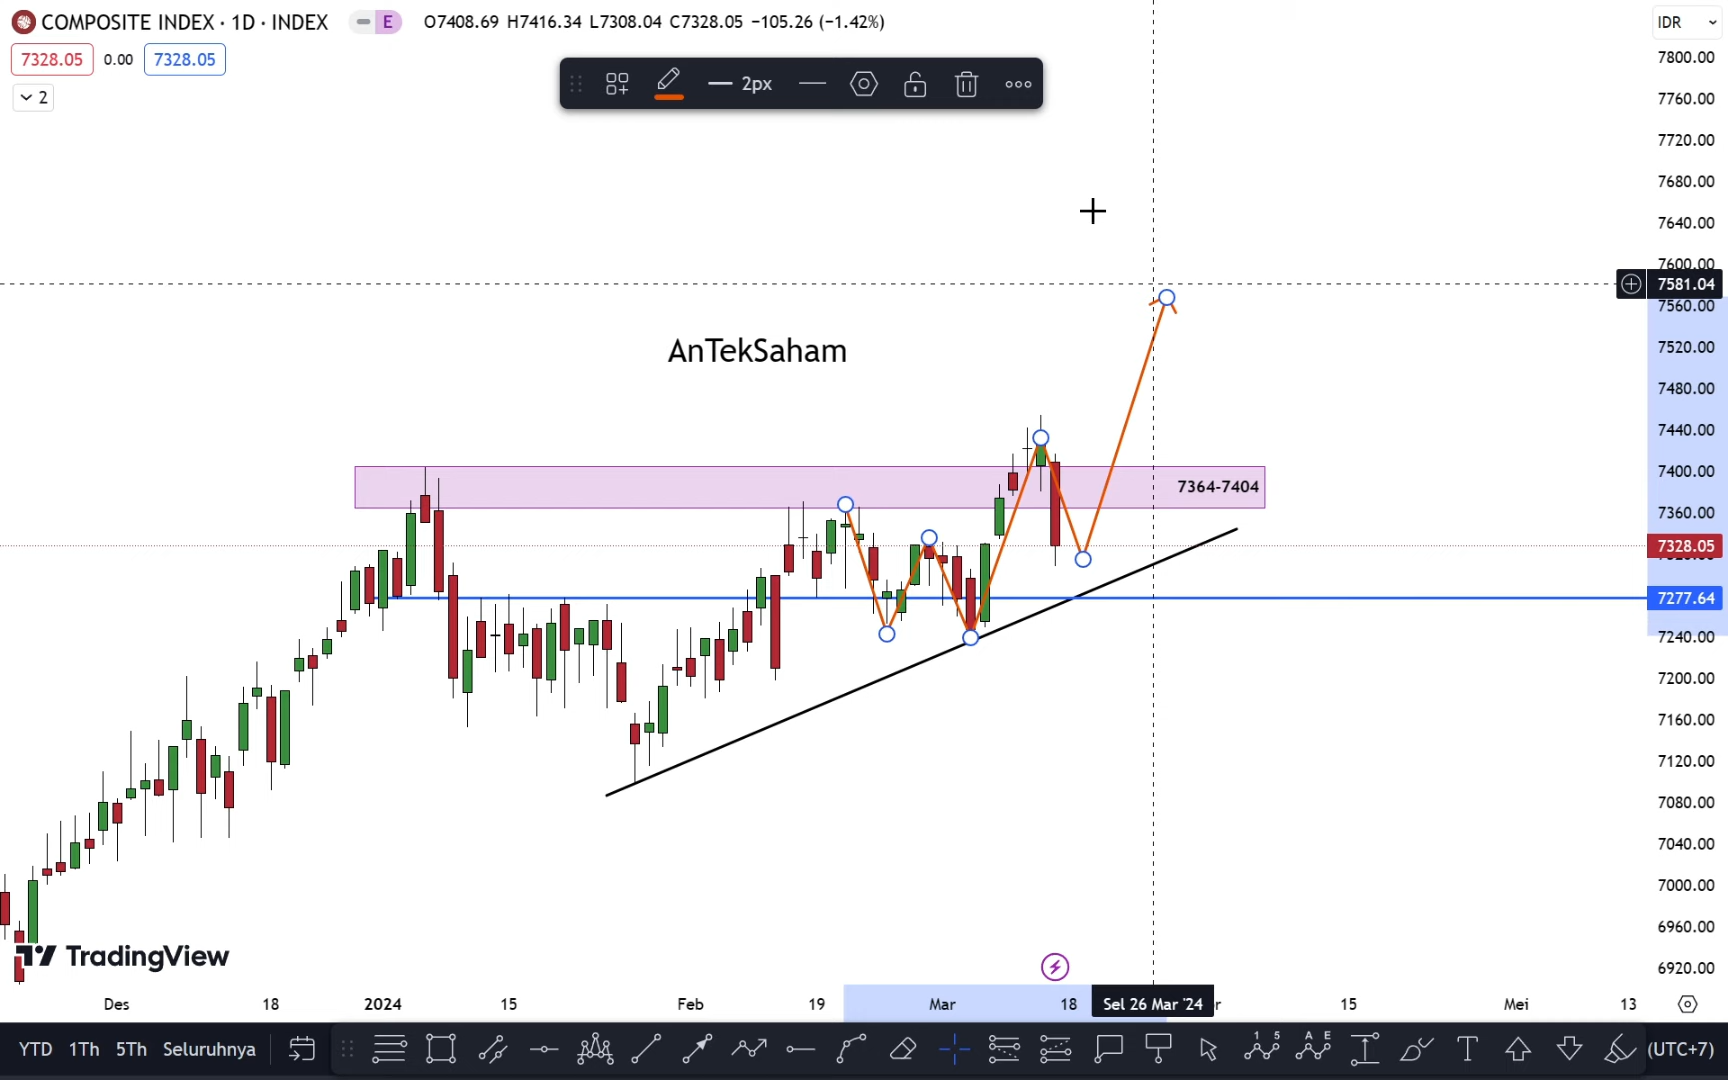 COMPOSITE INDEX · 1D · INDEX
E
O7408.69 H7416.34 L7308.04 C7328.05 −105.26 (−1.42%)
IDR
7328.05 0.00 7328.05
2
2px
7800.00
7760.00
7720.00
7680.00
7640.00
7600.00
7581.04
7560.00
7520.00
AnTekSaham
7480.00
7440.00
7400.00
7364-7404
7360.00
7328.05
7277.64
7240.00
7200.00
7160.00
7120.00
7080.00
7040.00
7000.00
6960.00
TradingView
6920.00
Des 18 2024 15 Feb 19 Mar 18 Sel 26 Mar '24 15 Mei 13
YTD 1Th 5Th Seluruhnya (UTC+7)